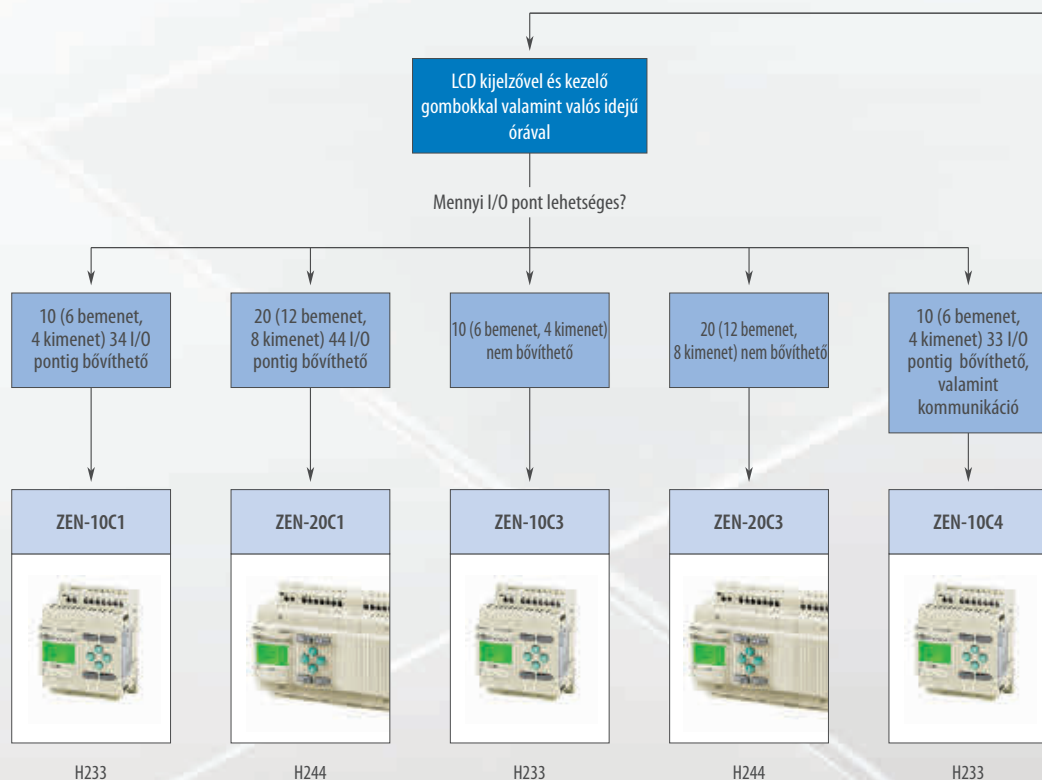 LCD kijelzővel és kezelő
gombokkal valamint valós idejű
órával
Mennyi I/O pont lehetséges?
10 (6 bemenet,
4 kimenet) 34 I/O
pontig bővíthető
20 (12 bemenet,
8 kimenet) 44 I/O
pontig bővíthető
10 (6 bemenet, 4 kimenet)
nem bővíthető
20 (12 bemenet,
8 kimenet) nem bővíthető
10 (6 bemenet,
4 kimenet) 33 I/O
pontig bővíthető,
valamint
kommunikáció
ZEN-10C1
ZEN-20C1
ZEN-10C3
ZEN-20C3
ZEN-10C4
H233
H244
H233
H244
H233